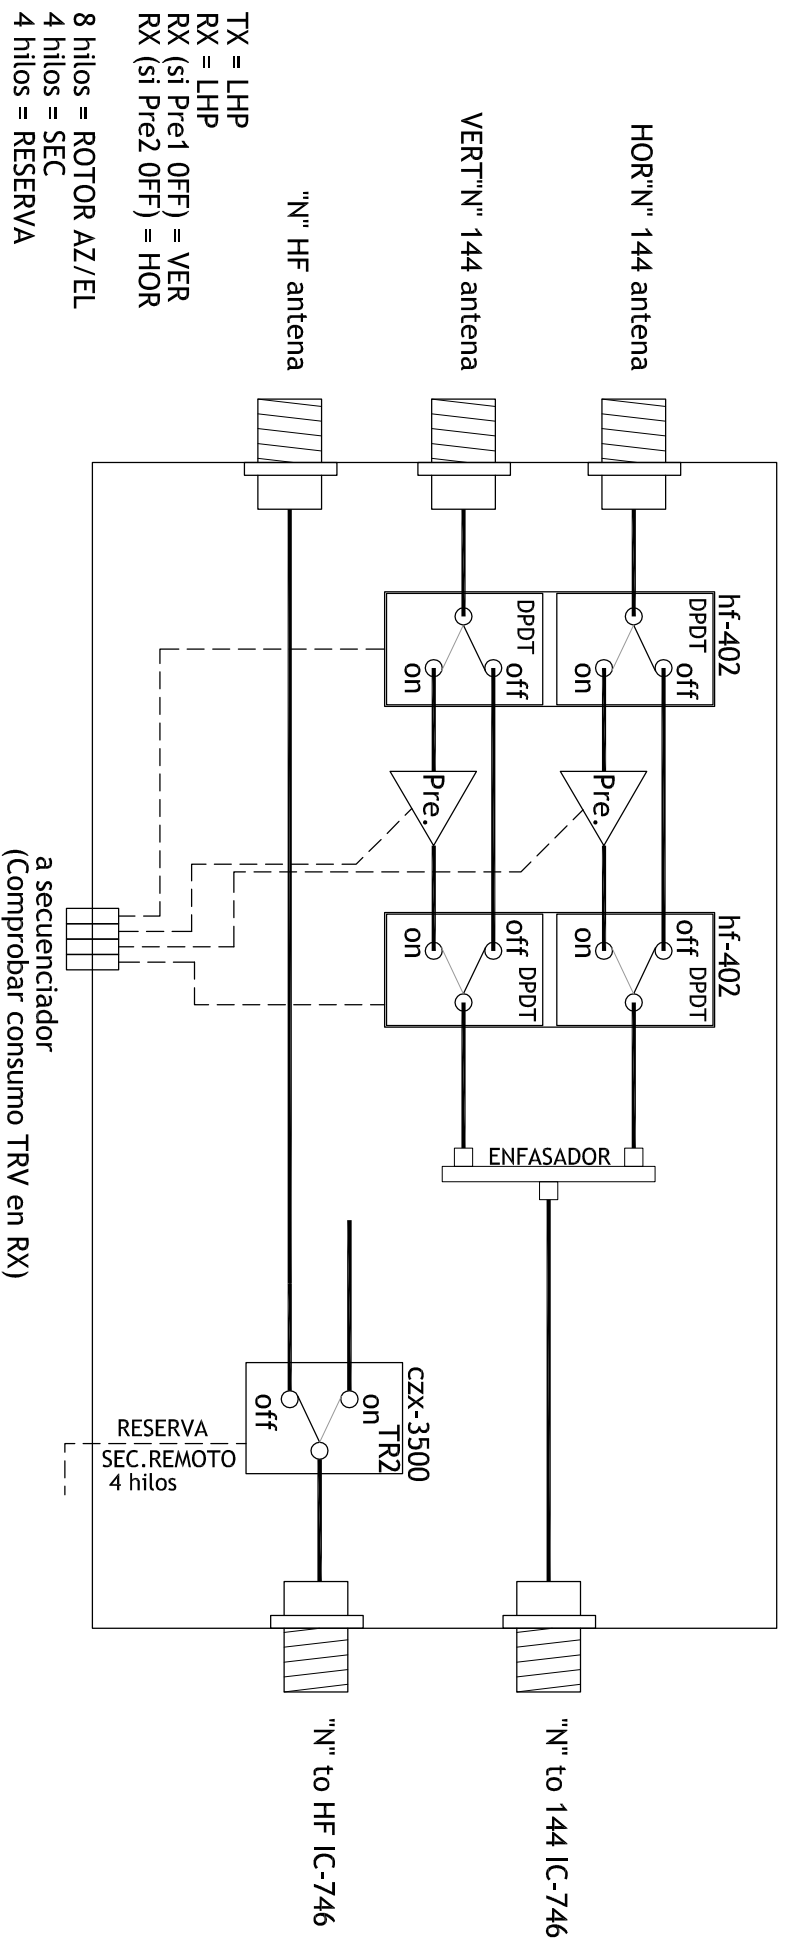 HOR"N" 144 antena
VERT"N" 144 antena
"N" HF antena
TX = LHP
RX = LHP
RX (si Pre1 OFF) = VER
RX (si Pre2 OFF) = HOR
8 hilos = ROTOR AZ/EL
4 hilos = SEC
4 hilos = RESERVA
hf-402
DPDT
off
on
DPDT
off
on
Pre.
Pre.
hf-402
off
DPDT
on
off
DPDT
on
ENFASADOR
a secuenciador
(Comprobar consumo TRV en RX)
czx-3500
TR2
on
off
RESERVA
SEC.REMOTO
4 hilos
"N" to 144 IC-746
"N" to HF IC-746